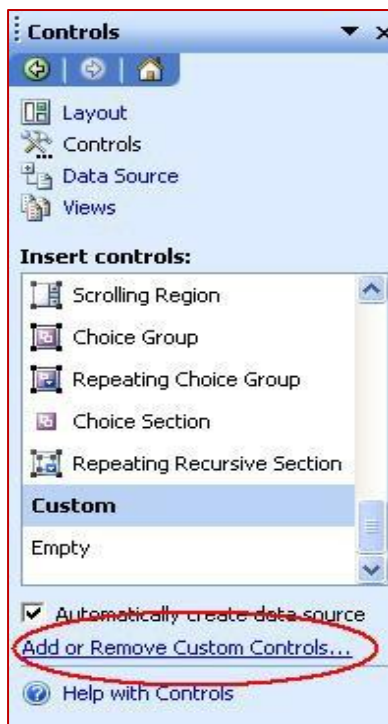 Controls
Layout
Controls
Data Source
Views
Insert controls:
Scrolling Region
Choice Group
Repeating Choice Group
Choice Section
Repeating Recursive Section
Custom
Empty
Automatically create data source
Add or Remove Custom Controls...
Help with Controls